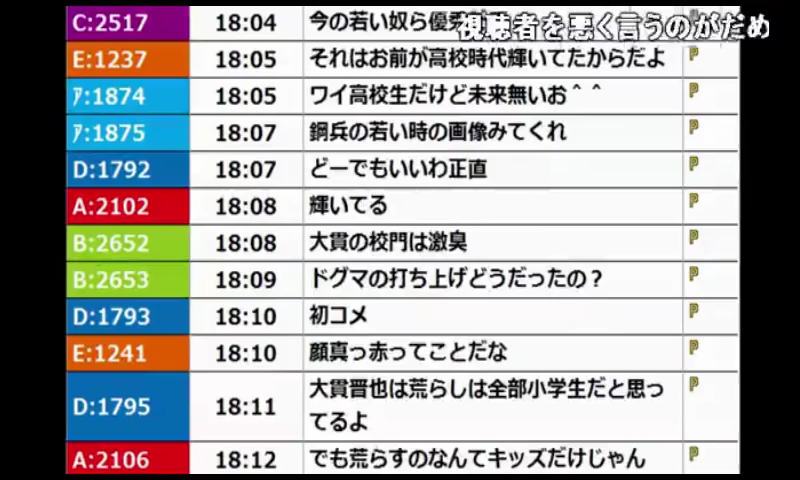 C:2517 18:04 今の若い奴ら優秀
視聴者を悪く言うのがだめ
E:1237 18:05 それはお前が高校時代輝いてたからだよ P
ｱ:1874 18:05 ワイ高校生だけど未来無いお＾＾ P
ｱ:1875 18:07 鋼兵の若い時の画像みてくれ P
D:1792 18:07 どーでもいいわ正直 P
A:2102 18:08 輝いてる P
B:2652 18:08 大貫の校門は激臭 P
B:2653 18:09 ドグマの打ち上げどうだったの？ P
D:1793 18:10 初コメ P
E:1241 18:10 顔真っ赤ってことだな P
D:1795 18:11 大貫晋也は荒らしは全部小学生だと思っ P
てるよ
A:2106 18:12 でも荒らすのなんてキッズだけじゃん P